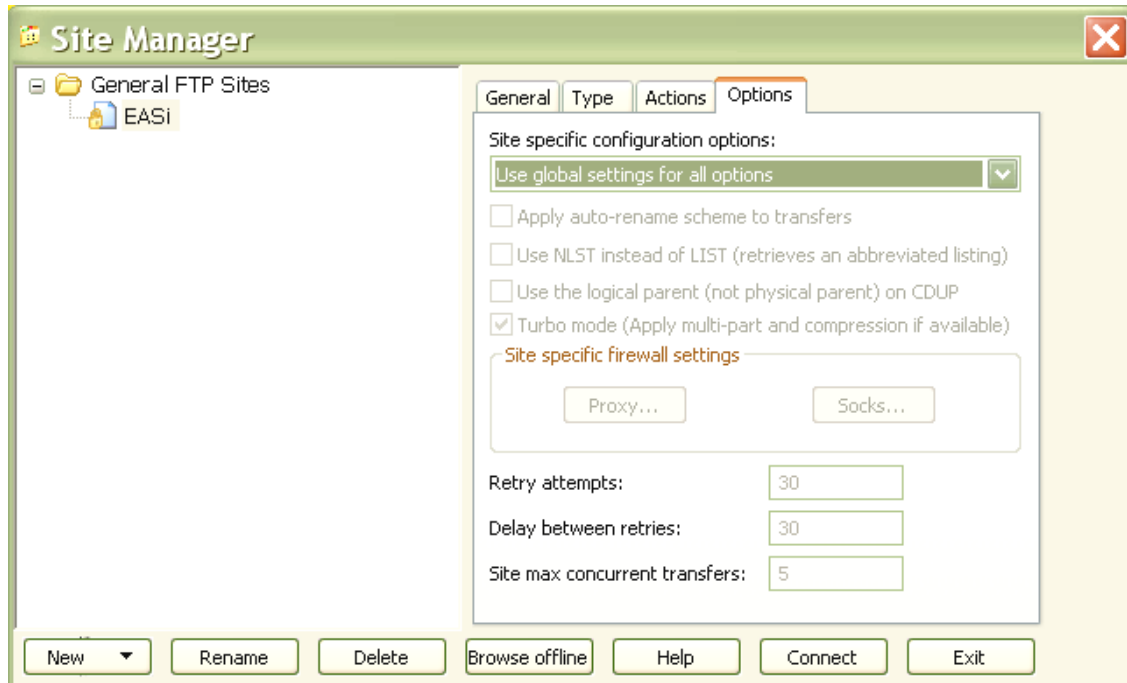 Site Manager
General FTP Sites
EASi
General Type Actions Options
Site specific configuration options:
Use global settings for all options
Apply auto-rename scheme to transfers
Use NLST instead of LIST (retrieves an abbreviated listing)
Use the logical parent (not physical parent) on CDUP
Turbo mode (Apply multi-part and compression if available)
Site specific firewall settings
Proxy... Socks...
Retry attempts: 30
Delay between retries: 30
Site max concurrent transfers: 5
New Rename Delete Browse offline Help Connect Exit